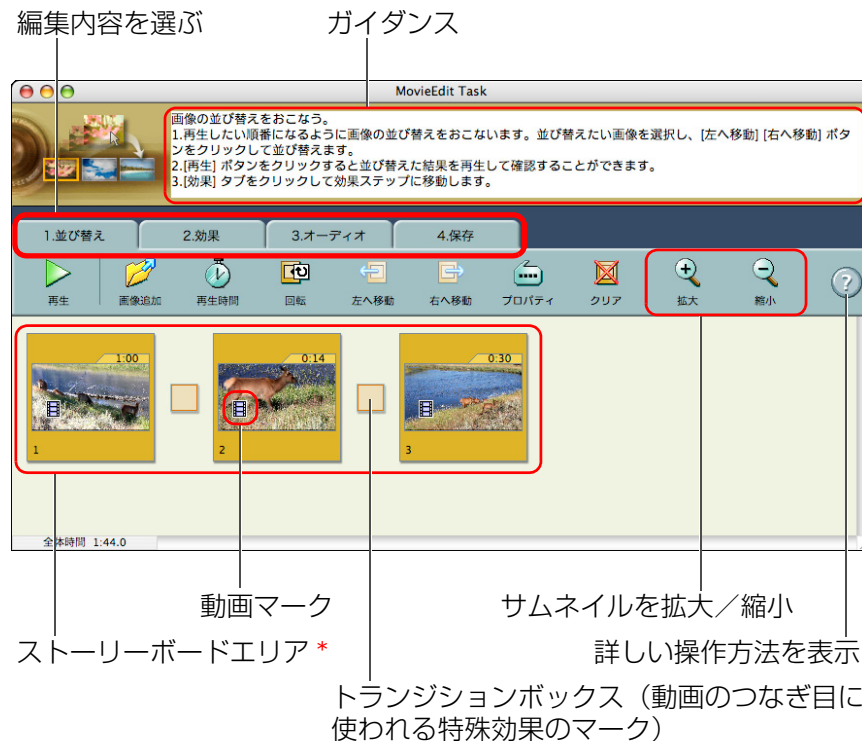 編集内容を選ぶ
ガイダンス
MovieEdit Task
画像の並び替えをおこなう。
1.再生したい順番になるように画像の並び替えをおこないます。並び替えたい画像を選択し、[左へ移動] [右へ移動] ボタ
ンをクリックして並び替えます。
2.[再生] ボタンをクリックすると並び替えた結果を再生して確認することができます。
3.[効果] タブをクリックして効果ステップに移動します。
1.並び替え
2.効果
3.オーディオ
4.保存
再生
画像追加
再生時間
回転
左へ移動
右へ移動
プロパティ
クリア
拡大
縮小
?
1:00
0:14
0:30
1
2
3
全体時間 1:44.0
動画マーク
サムネイルを拡大／縮小
ストーリーボードエリア *
詳しい操作方法を表示
トランジションボックス（動画のつなぎ目に
使われる特殊効果のマーク）